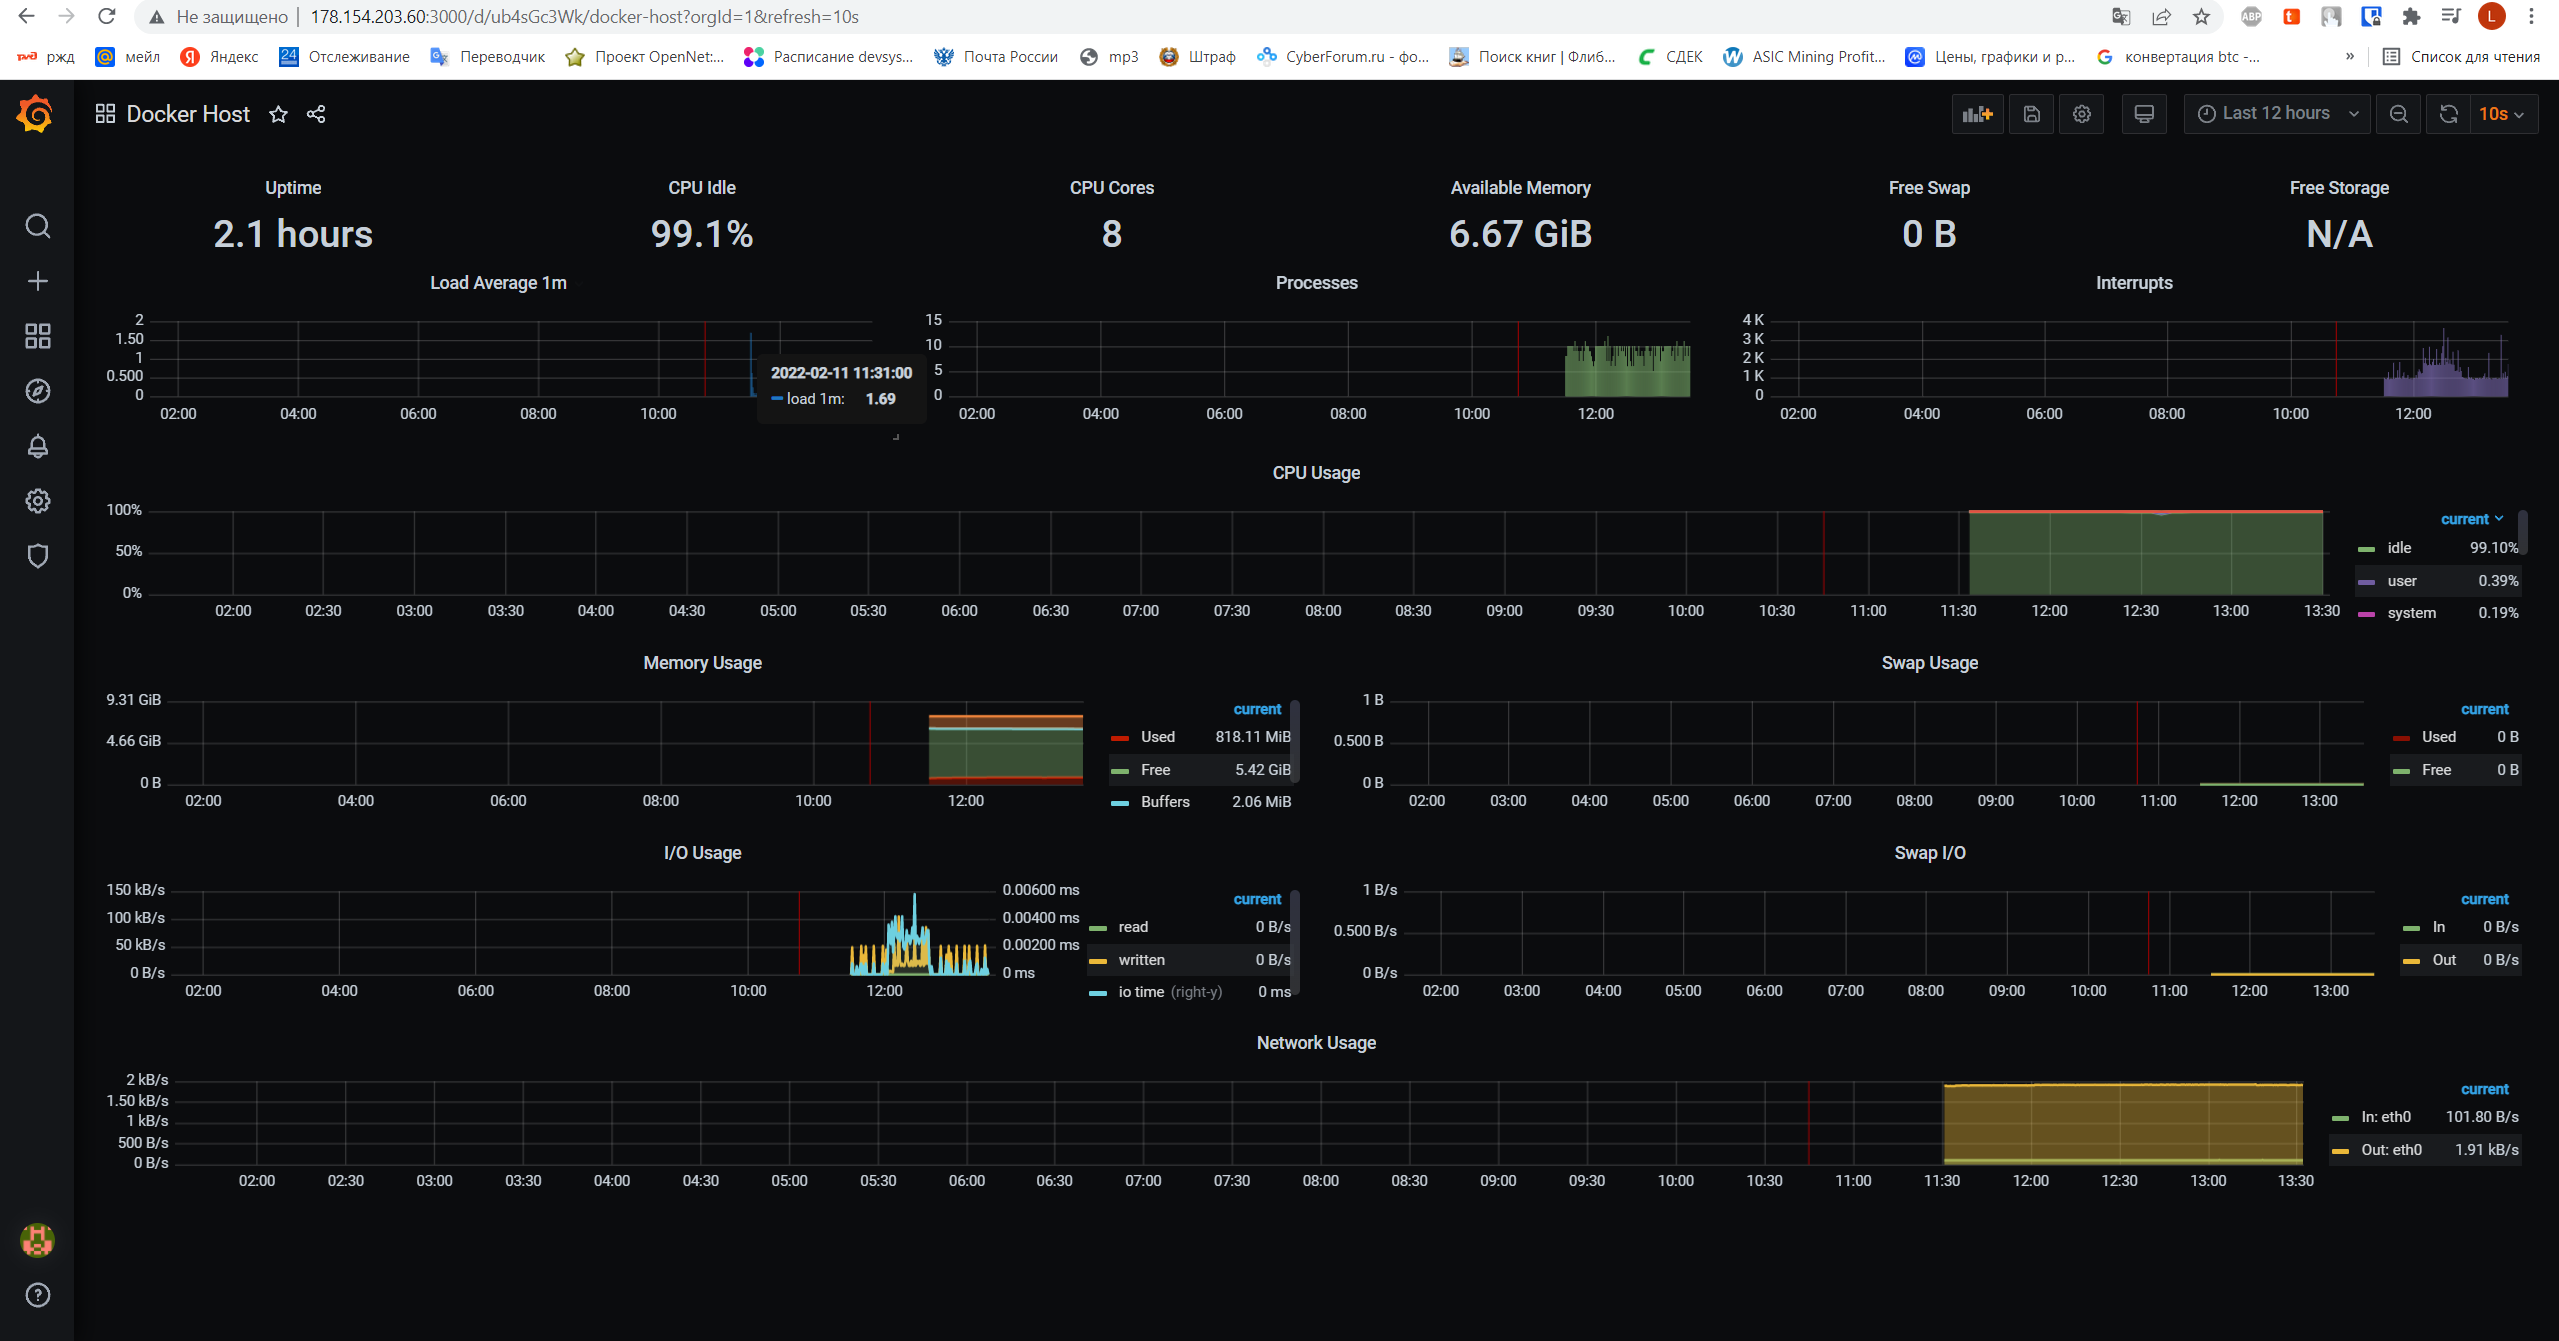 Не защищено | 178.154.203.60:3000/d/ub4sGc3Wk/docker-host?orgId=1&refresh=10s
ABP t L
ржд @ мейл Я Яндекс 24 Отслеживание Переводчик Проект OpenNet:... Расписание devsys... Почта России mp3 Штраф CyberForum.ru - фо... Поиск книг | Флиб... СДЕК ASIC Mining Profit... Цены, графики и р... конвертация btc -... » Список для чтения
Docker Host Last 12 hours 10s
Uptime CPU Idle CPU Cores Available Memory Free Swap Free Storage
2.1 hours 99.1% 8 6.67 GiB 0 B N/A
Load Average 1m
2
1.50
1
0.500
0
02:00 04:00 06:00 08:00 10:00
2022-02-11 11:31:00
load 1m: 1.69
Processes
15
10
5
0
02:00 04:00 06:00 08:00 10:00 12:00
Interrupts
4 K
3 K
2 K
1 K
0
02:00 04:00 06:00 08:00 10:00 12:00
CPU Usage
100%
50%
0%
02:00 02:30 03:00 03:30 04:00 04:30 05:00 05:30 06:00 06:30 07:00 07:30 08:00 08:30 09:00 09:30 10:00 10:30 11:00 11:30 12:00 12:30 13:00 13:30
current
idle 99.10%
user 0.39%
system 0.19%
Memory Usage
9.31 GiB
4.66 GiB
0 B
02:00 04:00 06:00 08:00 10:00 12:00
current
Used 818.11 MiB
Free 5.42 GiB
Buffers 2.06 MiB
Swap Usage
1 B
0.500 B
0 B
02:00 03:00 04:00 05:00 06:00 07:00 08:00 09:00 10:00 11:00 12:00 13:00
current
Used 0 B
Free 0 B
I/O Usage
150 kB/s
100 kB/s
50 kB/s
0 B/s
0.00600 ms
0.00400 ms
0.00200 ms
0 ms
02:00 04:00 06:00 08:00 10:00 12:00
current
read 0 B/s
written 0 B/s
io time (right-y) 0 ms
Swap I/O
1 B/s
0.500 B/s
0 B/s
02:00 03:00 04:00 05:00 06:00 07:00 08:00 09:00 10:00 11:00 12:00 13:00
current
In 0 B/s
Out 0 B/s
Network Usage
2 kB/s
1.50 kB/s
1 kB/s
500 B/s
0 B/s
02:00 02:30 03:00 03:30 04:00 04:30 05:00 05:30 06:00 06:30 07:00 07:30 08:00 08:30 09:00 09:30 10:00 10:30 11:00 11:30 12:00 12:30 13:00 13:30
current
In: eth0 101.80 B/s
Out: eth0 1.91 kB/s